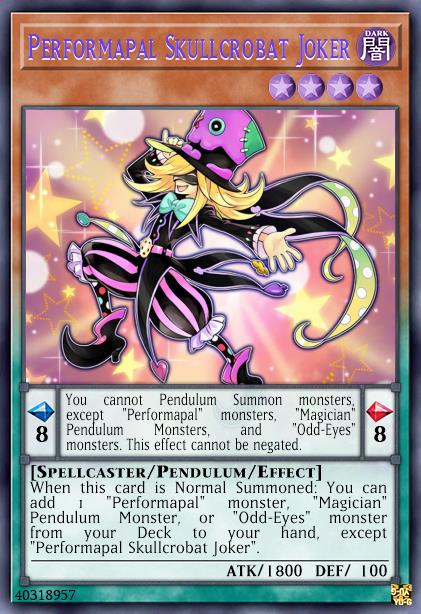 Performapal Skullcrobat Joker
DARK
闇
You cannot Pendulum Summon monsters,
except "Performapal" monsters, "Magician"
Pendulum Monsters, and "Odd-Eyes"
monsters. This effect cannot be negated.
8
8
[Spellcaster/Pendulum/Effect]
When this card is Normal Summoned: You can
add 1 "Performapal" monster, "Magician"
Pendulum Monster, or "Odd-Eyes" monster
from your Deck to your hand, except
"Performapal Skullcrobat Joker".
ATK/1800 DEF/ 100
40318957